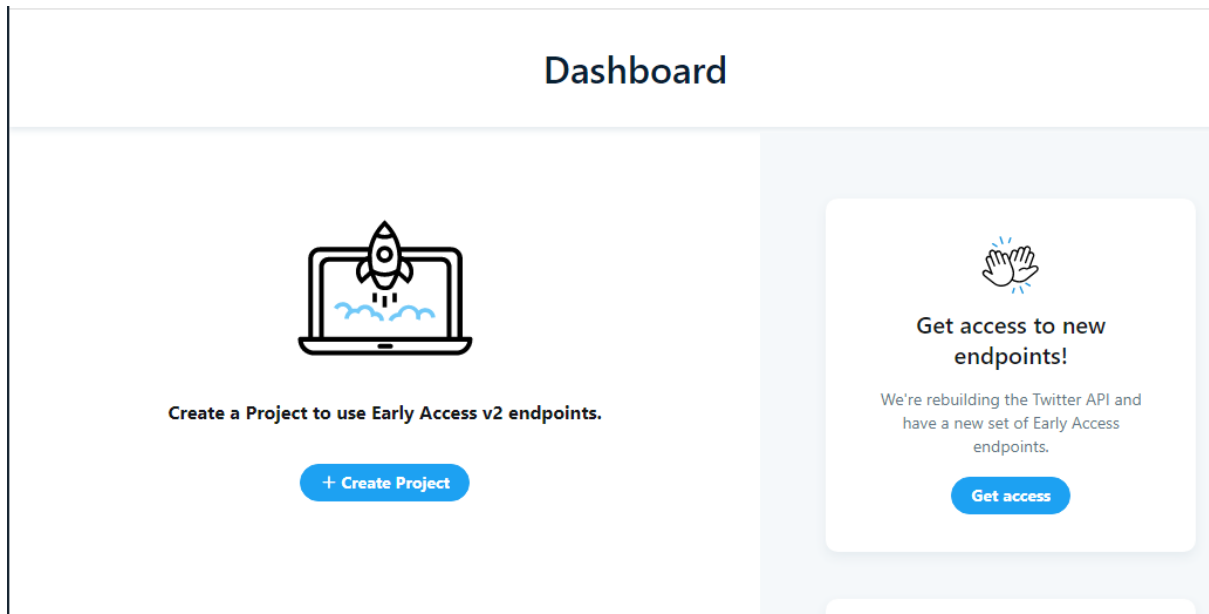 Dashboard
Create a Project to use Early Access v2 endpoints.
+ Create Project
Get access to new
endpoints!
We're rebuilding the Twitter API and
have a new set of Early Access
endpoints.
Get access